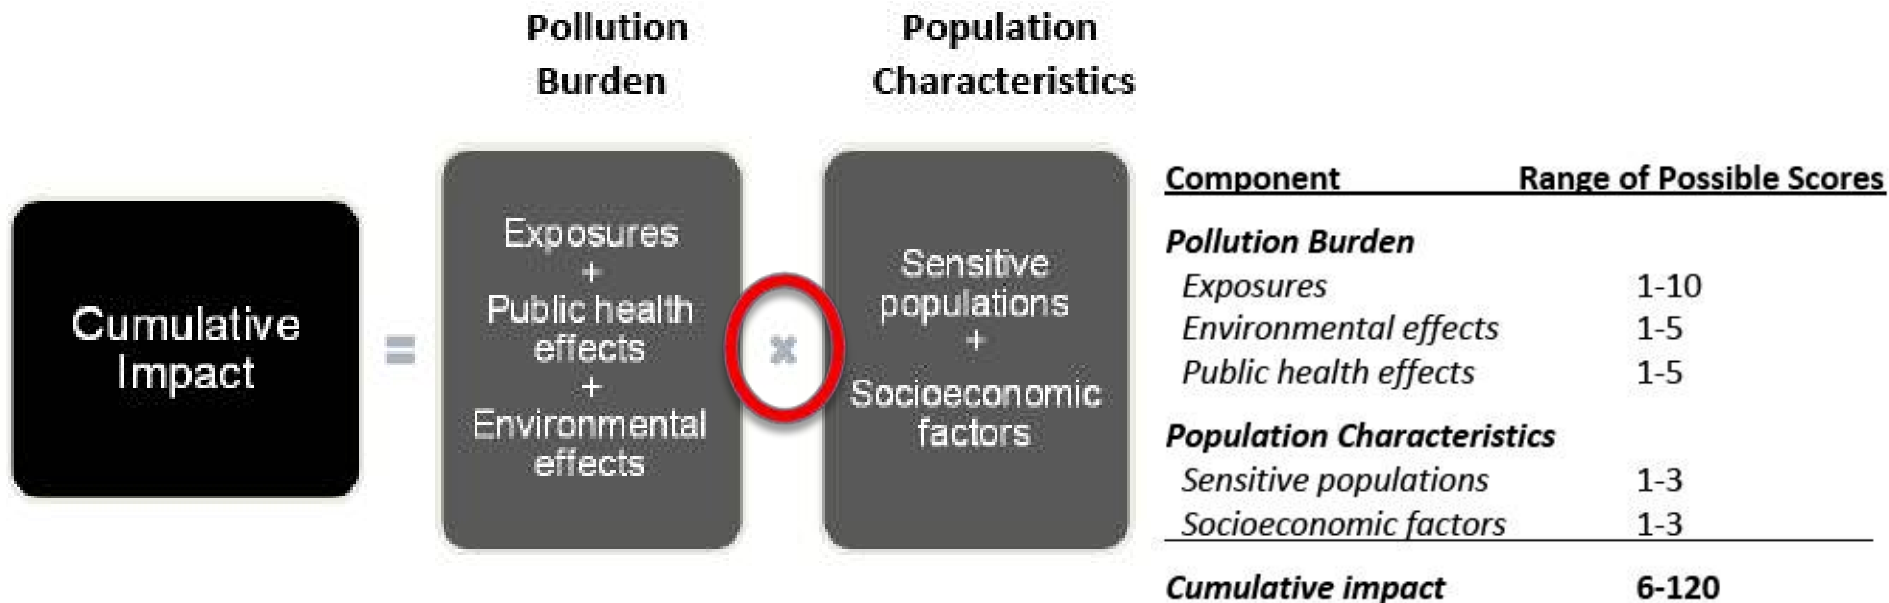 Pollution
Burden
Population
Characteristics
Cumulative
Impact
=
Exposures
+
Public health
effects
+
Environmental
effects
×
Sensitive
populations
+
Socioeconomic
factors
Component Range of Possible Scores
Pollution Burden
Exposures 1-10
Environmental effects 1-5
Public health effects 1-5
Population Characteristics
Sensitive populations 1-3
Socioeconomic factors 1-3
Cumulative impact 6-120